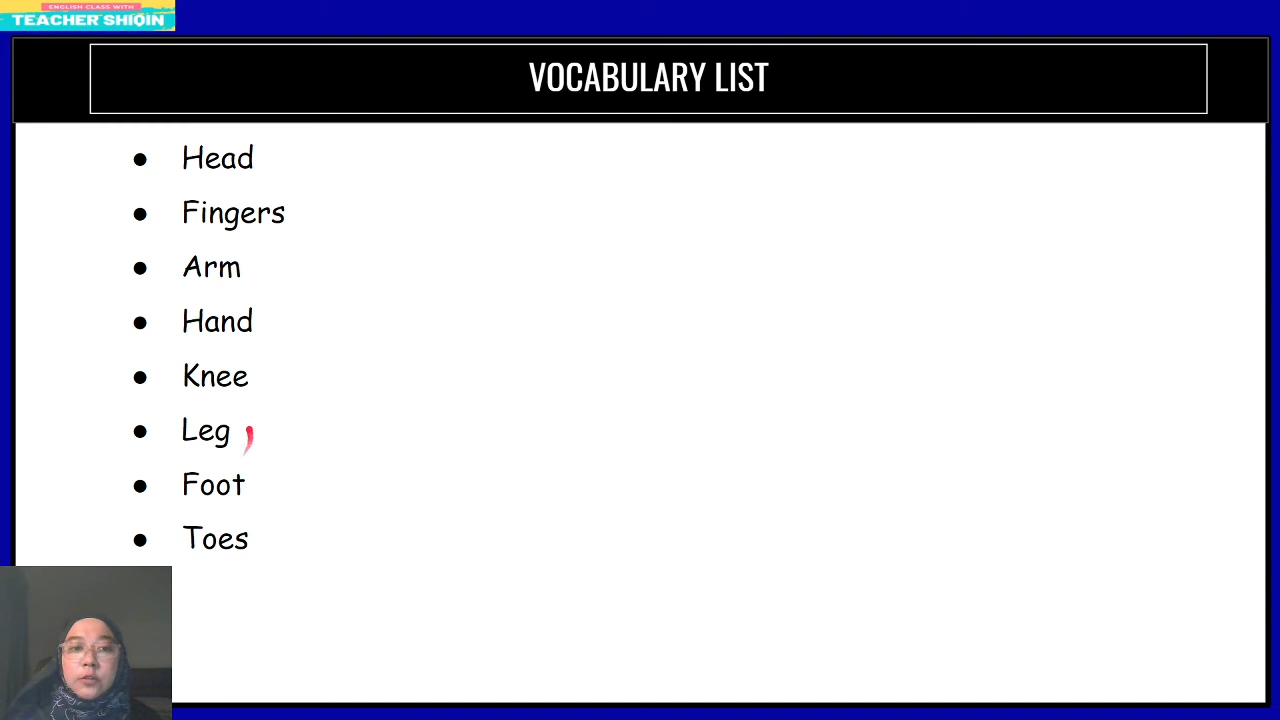 ENGLISH CLASS WITH
TEACHER SHIQIN
VOCABULARY LIST
Head
Fingers
Arm
Hand
Knee
Leg
Foot
Toes